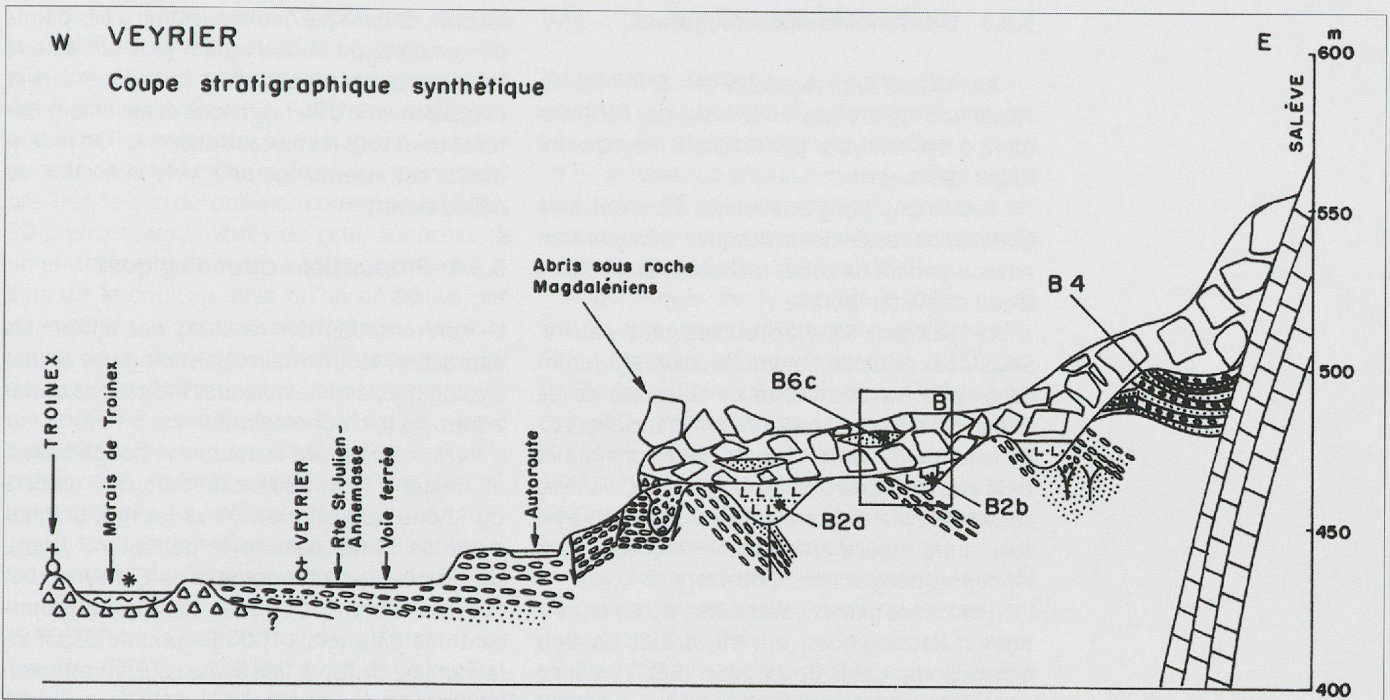 W VEYRIER
Coupe stratigraphique synthétique
E
m
600
SALÈVE
550
500
450
400
Abris sous roche
Magdaléniens
B 4
B6c
B
B2b
B2a
TROINEX
Marais de Troinex
*
VEYRIER
Rte St.Julien
Annemasse
Voie ferrée
Autoroute
?
L L L L L
L L
L L L